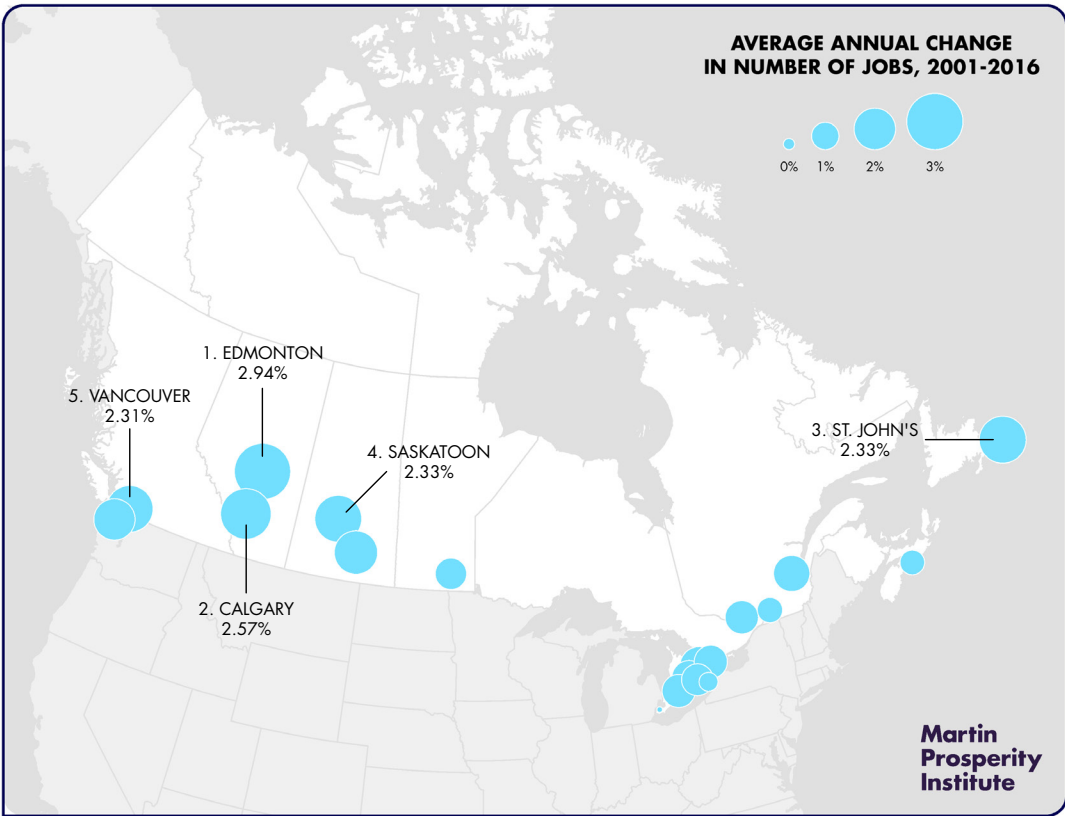 AVERAGE ANNUAL CHANGE
IN NUMBER OF JOBS, 2001-2016
0% 1% 2% 3%
1. EDMONTON
2.94%
5. VANCOUVER
2.31%
3. ST. JOHN'S
2.33%
4. SASKATOON
2.33%
2. CALGARY
2.57%
Martin
Prosperity
Institute